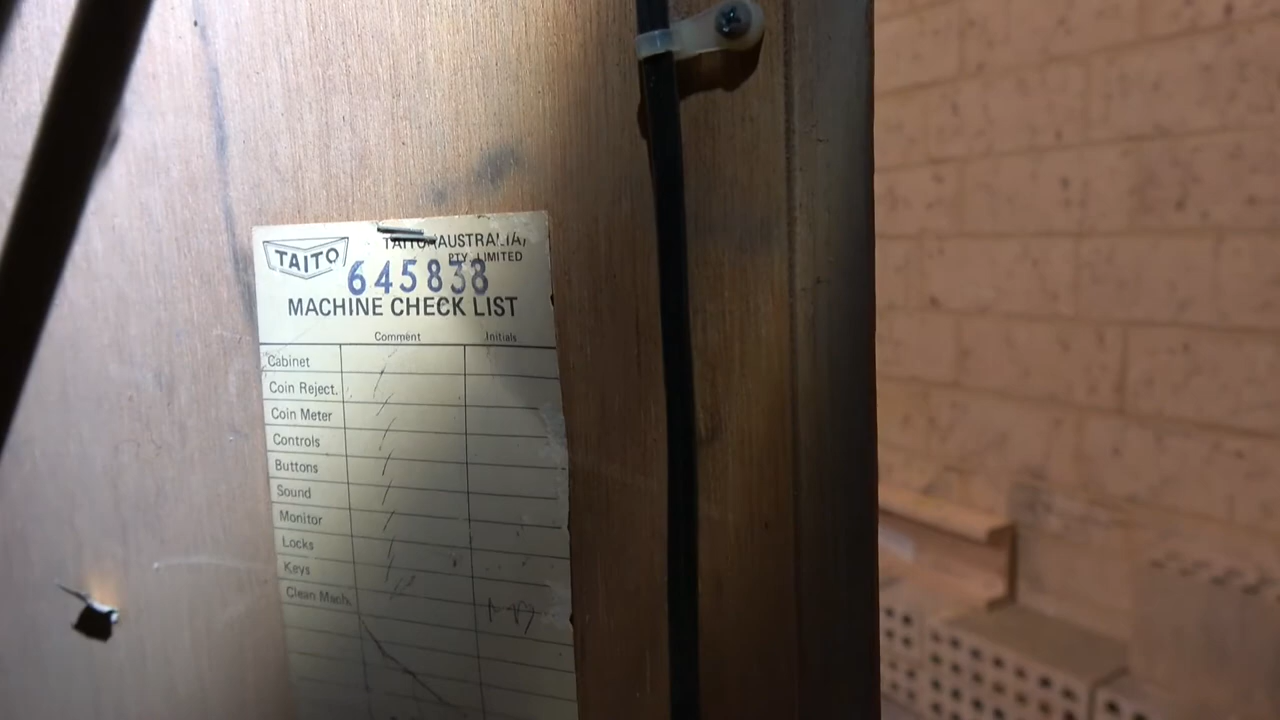 TAITO
TAITO (AUSTRALIA)
PTY. LIMITED
645838
MACHINE CHECK LIST
Comment Initials
Cabinet
Coin Reject.
Coin Meter
Controls
Buttons
Sound
Monitor
Locks
Keys
Clean Mach.